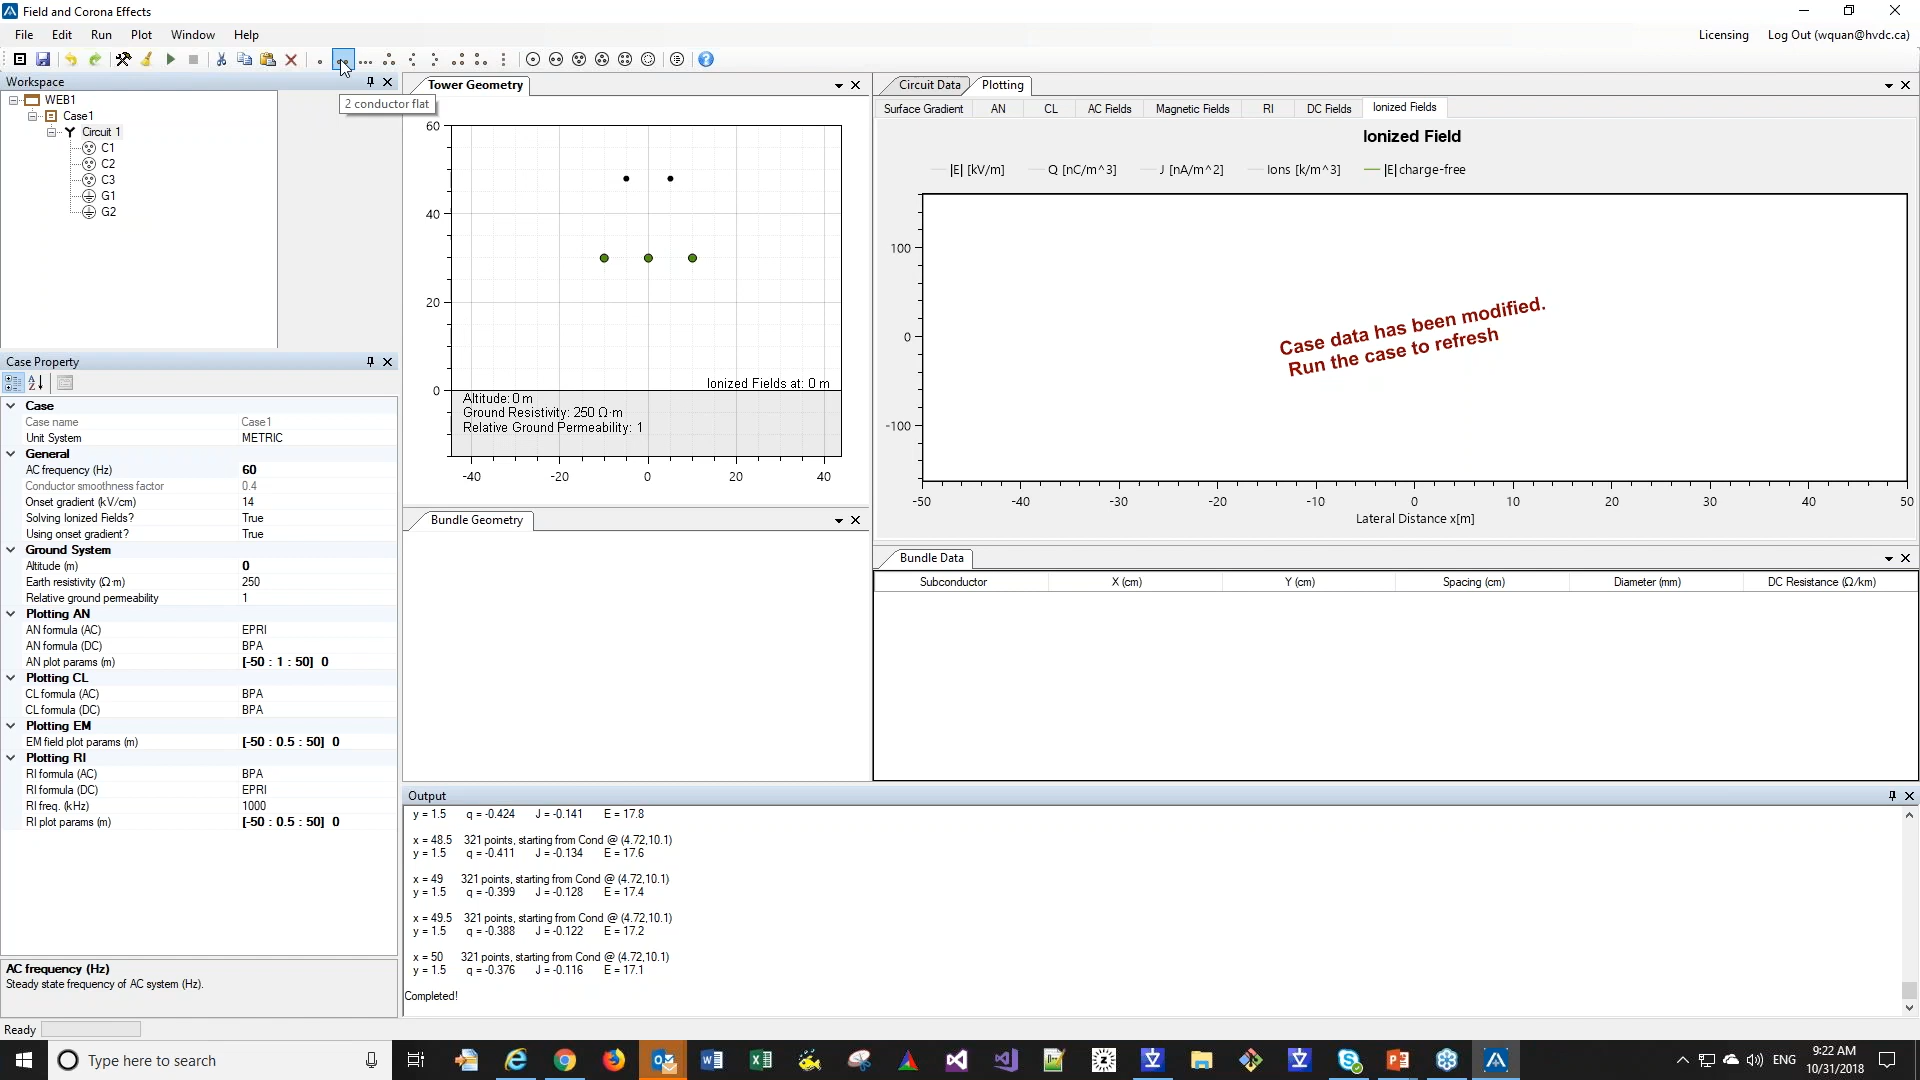 Field and Corona Effects
File Edit Run Plot Window Help
Licensing Log Out (wquan@hvdc.ca)
Workspace
WEB1
Case1
Circuit 1
C1
C2
C3
G1
G2
2 conductor flat
Case Property
Case
Case name Case1
Unit System METRIC
General
AC frequency (Hz) 60
Conductor smoothness factor 0.4
Onset gradient (kV/cm) 14
Solving Ionized Fields? True
Using onset gradient? True
Ground System
Altitude (m) 0
Earth resistivity (Ω·m) 250
Relative ground permeability 1
Plotting AN
AN formula (AC) EPRI
AN formula (DC) BPA
AN plot params (m) [-50 : 1 : 50] 0
Plotting CL
CL formula (AC) BPA
CL formula (DC) BPA
Plotting EM
EM field plot params (m) [-50 : 0.5 : 50] 0
Plotting RI
RI formula (AC) BPA
RI formula (DC) EPRI
RI freq. (kHz) 1000
RI plot params (m) [-50 : 0.5 : 50] 0
AC frequency (Hz)
Steady state frequency of AC system (Hz).
Ready
Tower Geometry
60
40
20
0
Ionized Fields at: 0 m
Altitude: 0 m
Ground Resistivity: 250 Ω·m
Relative Ground Permeability: 1
-40 -20 0 20 40
Bundle Geometry
Circuit Data Plotting
Surface Gradient AN CL AC Fields Magnetic Fields RI DC Fields Ionized Fields
Ionized Field
|E| [kV/m] Q [nC/m^3] J [nA/m^2] Ions [k/m^3] |E|charge-free
100
0
-100
Case data has been modified.
Run the case to refresh
-50 -40 -30 -20 -10 0 10 20 30 40 50
Lateral Distance x[m]
Bundle Data
Subconductor X (cm) Y (cm) Spacing (cm) Diameter (mm) DC Resistance (Ω/km)
Output
y = 1.5 q = -0.424 J = -0.141 E = 17.8
x = 48.5 321 points, starting from Cond @ (4.72,10.1)
y = 1.5 q = -0.411 J = -0.134 E = 17.6
x = 49 321 points, starting from Cond @ (4.72,10.1)
y = 1.5 q = -0.399 J = -0.128 E = 17.4
x = 49.5 321 points, starting from Cond @ (4.72,10.1)
y = 1.5 q = -0.388 J = -0.122 E = 17.2
x = 50 321 points, starting from Cond @ (4.72,10.1)
y = 1.5 q = -0.376 J = -0.116 E = 17.1
Completed!
Type here to search
ENG
9:22 AM
10/31/2018